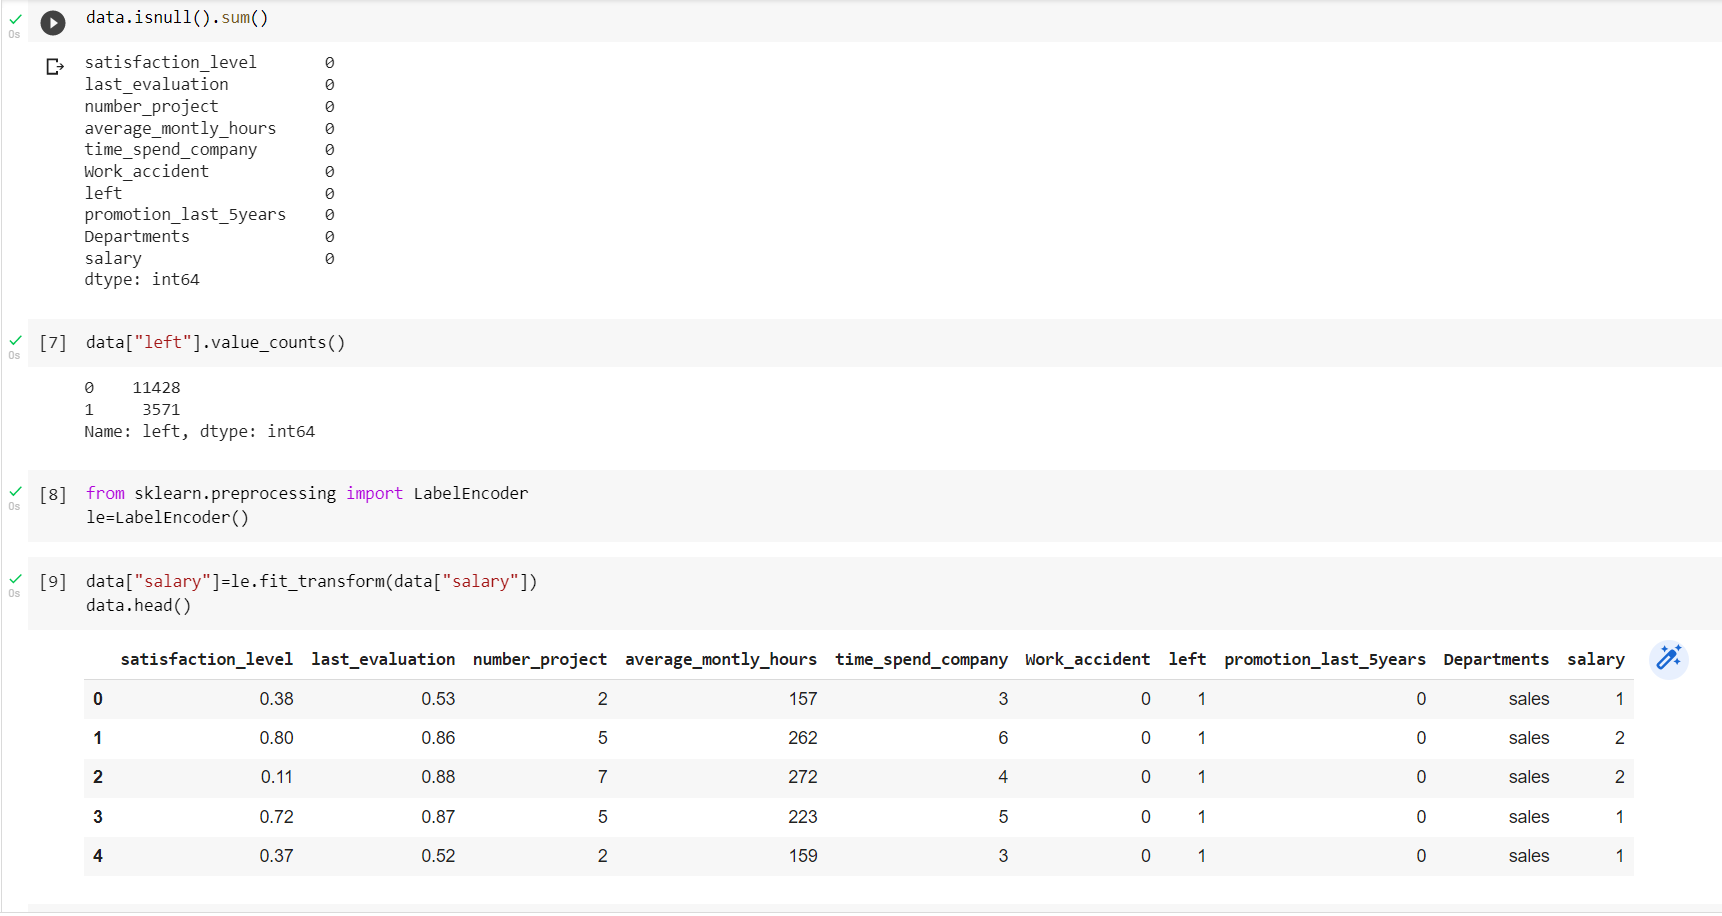 data.isnull().sum()
0s
satisfaction_level 0
last_evaluation 0
number_project 0
average_montly_hours 0
time_spend_company 0
Work_accident 0
left 0
promotion_last_5years 0
Departments 0
salary 0
dtype: int64
[7] data["left"].value_counts()
0s
0 11428
1 3571
Name: left, dtype: int64
[8] from sklearn.preprocessing import LabelEncoder
0s le=LabelEncoder()
[9] data["salary"]=le.fit_transform(data["salary"])
0s data.head()
satisfaction_level last_evaluation number_project average_montly_hours time_spend_company Work_accident left promotion_last_5years Departments salary
0 0.38 0.53 2 157 3 0 1 0 sales 1
1 0.80 0.86 5 262 6 0 1 0 sales 2
2 0.11 0.88 7 272 4 0 1 0 sales 2
3 0.72 0.87 5 223 5 0 1 0 sales 1
4 0.37 0.52 2 159 3 0 1 0 sales 1